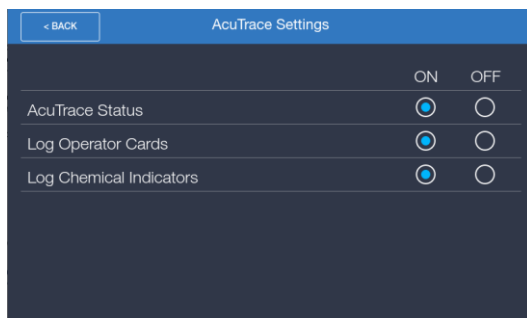 < BACK
AcuTrace Settings
ON OFF
AcuTrace Status
Log Operator Cards
Log Chemical Indicators